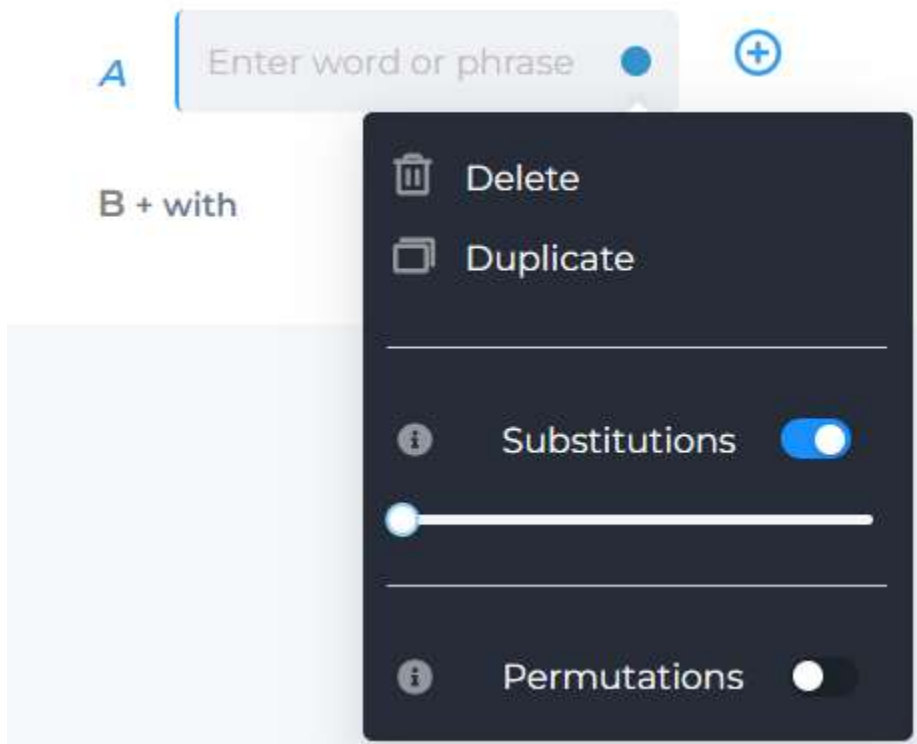 A Enter word or phrase
Delete
B + with
Duplicate
Substitutions
Permutations